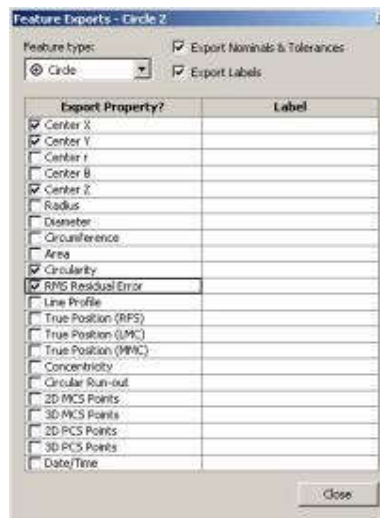 Feature Exports - Circle 2
Feature type:
Export Nominals & Tolerances
Circle
Export Labels
Export Property?
Label
Center X
Center Y
Center r
Center θ
Center Z
Radius
Diameter
Circumference
Area
Circularity
RMS Residual Error
Line Profile
True Position (RFS)
True Position (LMC)
True Position (MMC)
Concentricity
Circular Run-out
2D MCS Points
3D MCS Points
2D PCS Points
3D PCS Points
Date/Time
Close